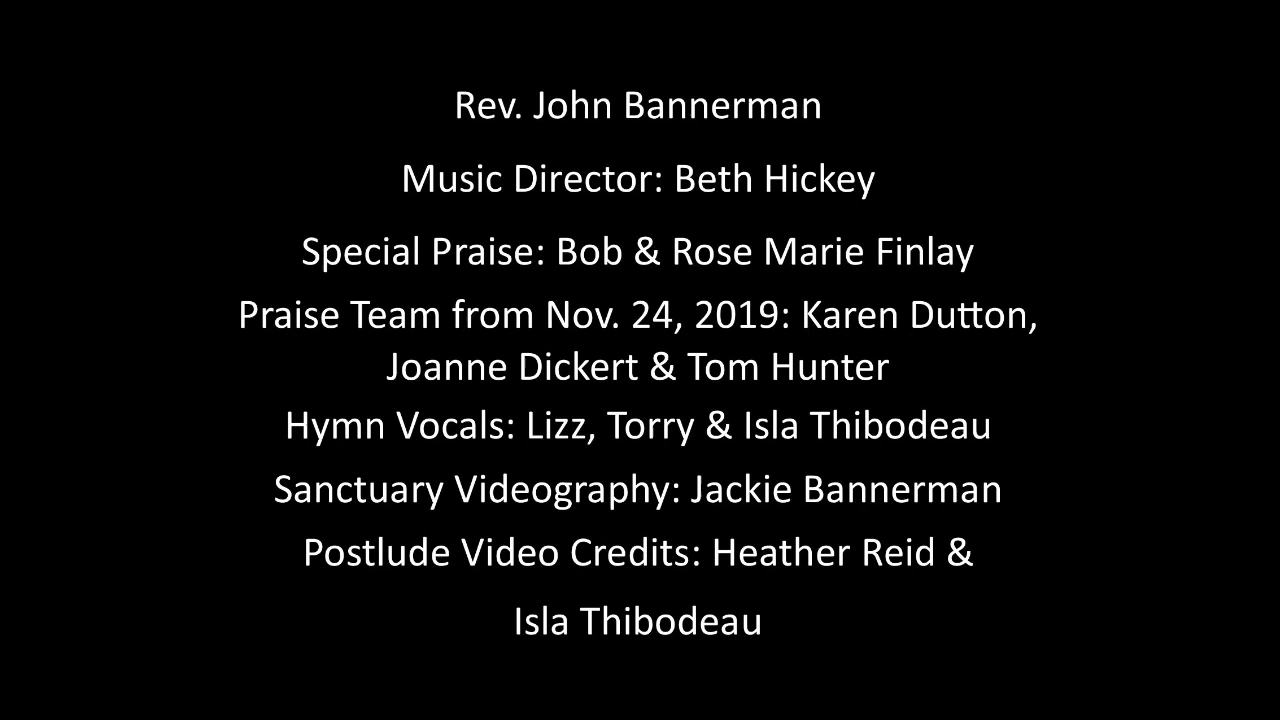 Rev. John Bannerman
Music Director: Beth Hickey
Special Praise: Bob & Rose Marie Finlay
Praise Team from Nov. 24, 2019: Karen Dutton,
Joanne Dickert & Tom Hunter
Hymn Vocals: Lizz, Torry & Isla Thibodeau
Sanctuary Videography: Jackie Bannerman
Postlude Video Credits: Heather Reid &
Isla Thibodeau